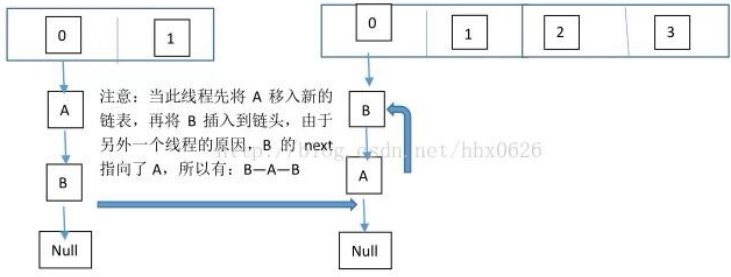 0
1
0
1
2
3
A
注意：当此线程先将 A 移入新的
链表，再将 B 插入到链头，由于
另外一个线程的原因，B 的 next
指向了 A，所以有：B—A—B
B
Null
B
A
Null
http://blog.csdn.net/hhx0626